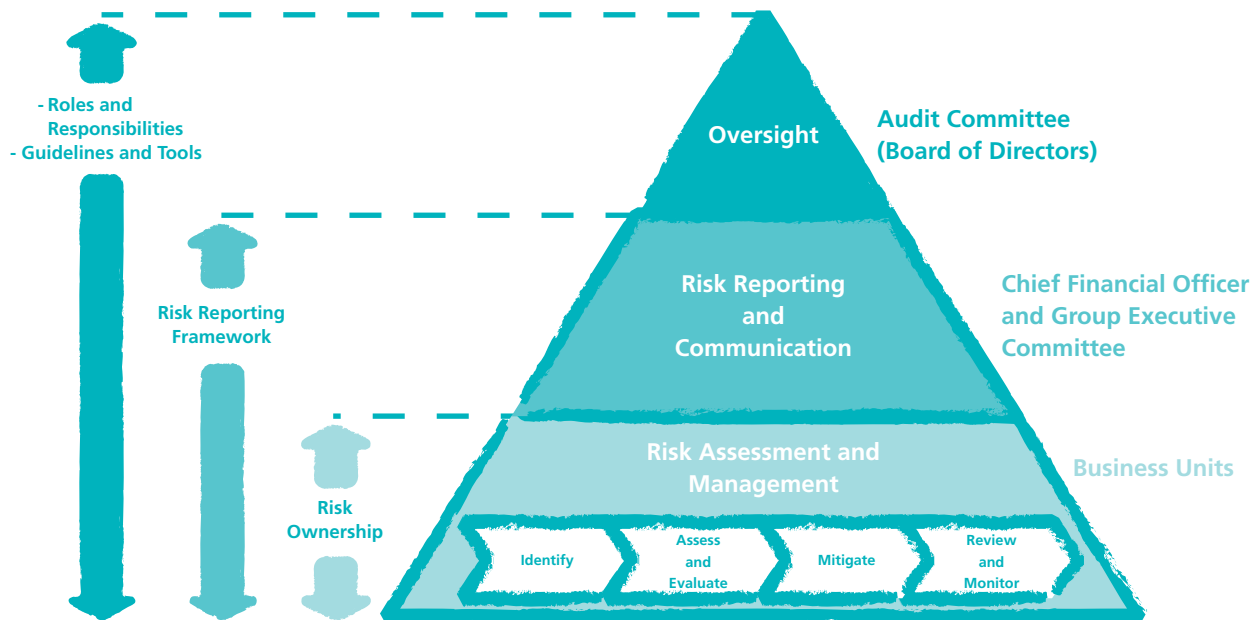 - Roles and
Responsibilities
- Guidelines and Tools
Risk Reporting
Framework
Risk
Ownership
Oversight
Audit Committee
(Board of Directors)
Risk Reporting
and
Communication
Chief Financial Officer
and Group Executive
Committee
Risk Assessment and
Management
Business Units
Identify
Assess
and
Evaluate
Mitigate
Review
and
Monitor